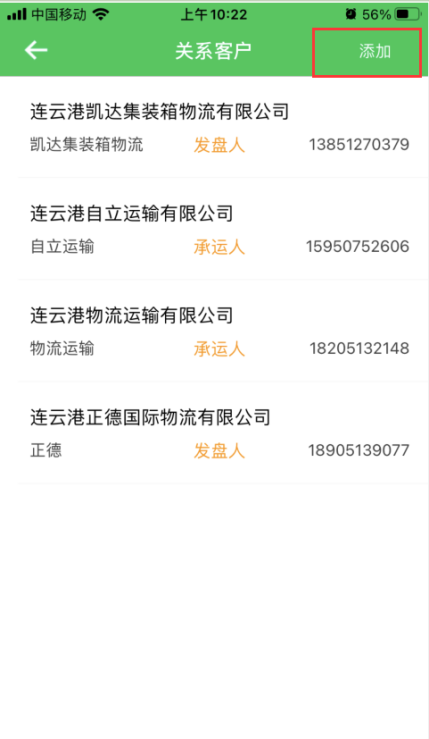 中国移动 上午10:22 56%
关系客户 添加
连云港凯达集装箱物流有限公司
凯达集装箱物流 发盘人 13851270379
连云港自立运输有限公司
自立运输 承运人 15950752606
连云港物流运输有限公司
物流运输 承运人 18205132148
连云港正德国际物流有限公司
正德 发盘人 18905139077